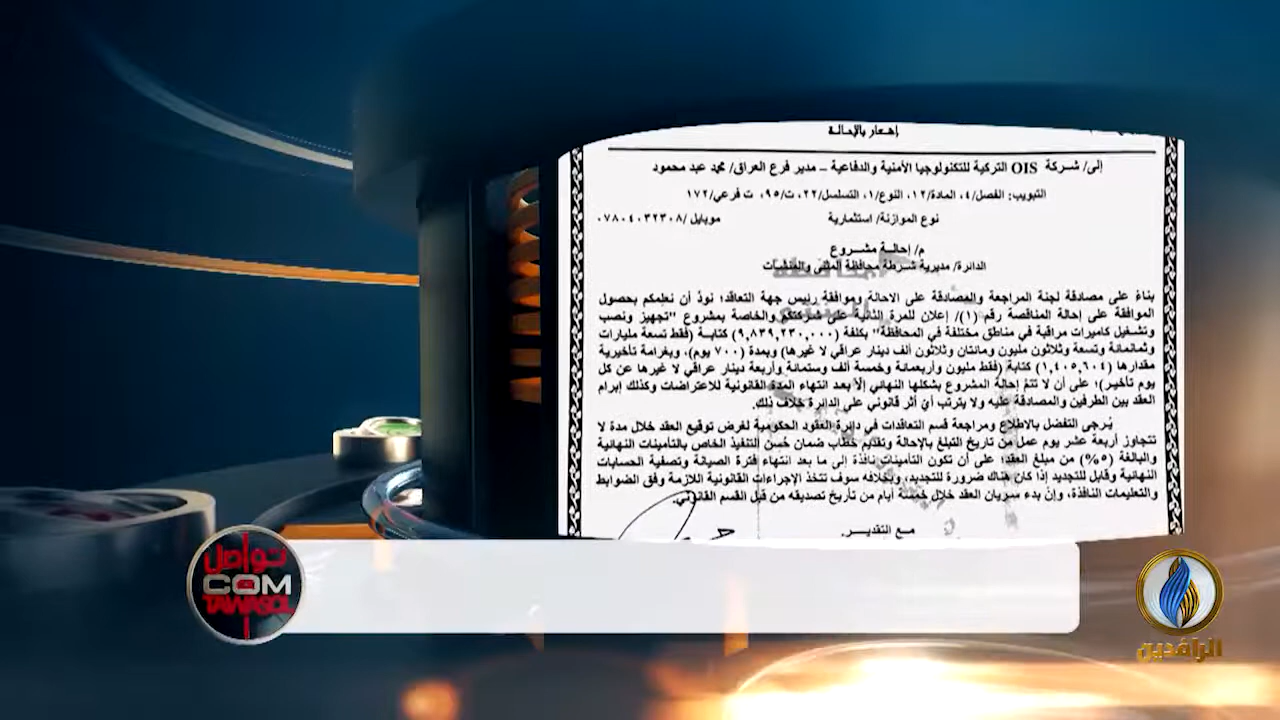 إشعار بالإحالة
إلى/ شركة OIS التركية للتكنولوجيا الأمنية والدفاعية – مدير فرع العراق/ محمد عبد محمود
التبويب: الفصل/٤، المادة/١٢، النوع/١، التسلسل/٢٢، ت/٩٥، ت فرعي/١٧٢
نوع الموازنة/ استثمارية
موبايل /٠٧٨٠٤٠٣٢٣٠٨
م/ إحالة مشروع
الدائرة/ مديرية شرطة محافظة المثنى والمنشآت
بناءً على مصادقة لجنة المراجعة والمصادقة على الاحالة وموافقة رئيس جهة التعاقد؛ نودُ أن نعلمكم بحصول
الموافقة على إحالة المناقصة رقم (١)/ إعلان للمرة الثانية على شركتكم والخاصة بمشروع "تجهيز ونصب
وتشغيل كاميرات مراقبة في مناطق مختلفة في المحافظة" بكلفة (٩,٨٣٩,٢٣٠,٠٠٠) كتابة (فقط تسعة مليارات
وثمانمائة وتسعة وثلاثون مليون ومائتان وثلاثون ألف دينار عراقي لا غيرها) وبمدة (٧٠٠ يوم)، وبغرامة تأخيرية
مقدارها (١,٤٠٥,٦٠٤) كتابة (فقط مليون وأربعمائة وخمسة ألف وستمائة وأربعة دينار عراقي لا غيرها عن كل
يوم تأخير)؛ على أن لا تتمّ إحالة المشروع بشكلها النهائي إلّا بعد انتهاء المدة القانونية للاعتراضات وكذلك إبرام
العقد بين الطرفين والمصادقة عليه ولا يترتب أيّ أثر قانوني على الدائرة خلاف ذلك.
يُرجى التفضل بالاطلاع ومراجعة قسم التعاقدات في دائرة العقود الحكومية لغرض توقيع العقد خلال مدة لا
تتجاوز أربعة عشر يوم عمل من تاريخ التبلغ بالإحالة وتقديم خطاب ضمان حسن التنفيذ الخاص بالتأمينات النهائية
والبالغة (٥%) من مبلغ العقد؛ على أن تكون التأمينات نافذة إلى ما بعد انتهاء فترة الصيانة وتصفية الحسابات
النهائية وقابل للتجديد إذا كان هناك ضرورة للتجديد، وبخلافه سوف تتخذ الإجراءات القانونية اللازمة وفق الضوابط
والتعليمات النافذة، وإنّ بدء سريان العقد خلال خمسة أيام من تأريخ تصديقه من قبل القسم القانوني.
مع التقدير.
تواصل
COM
TAWASOL
الرافدين